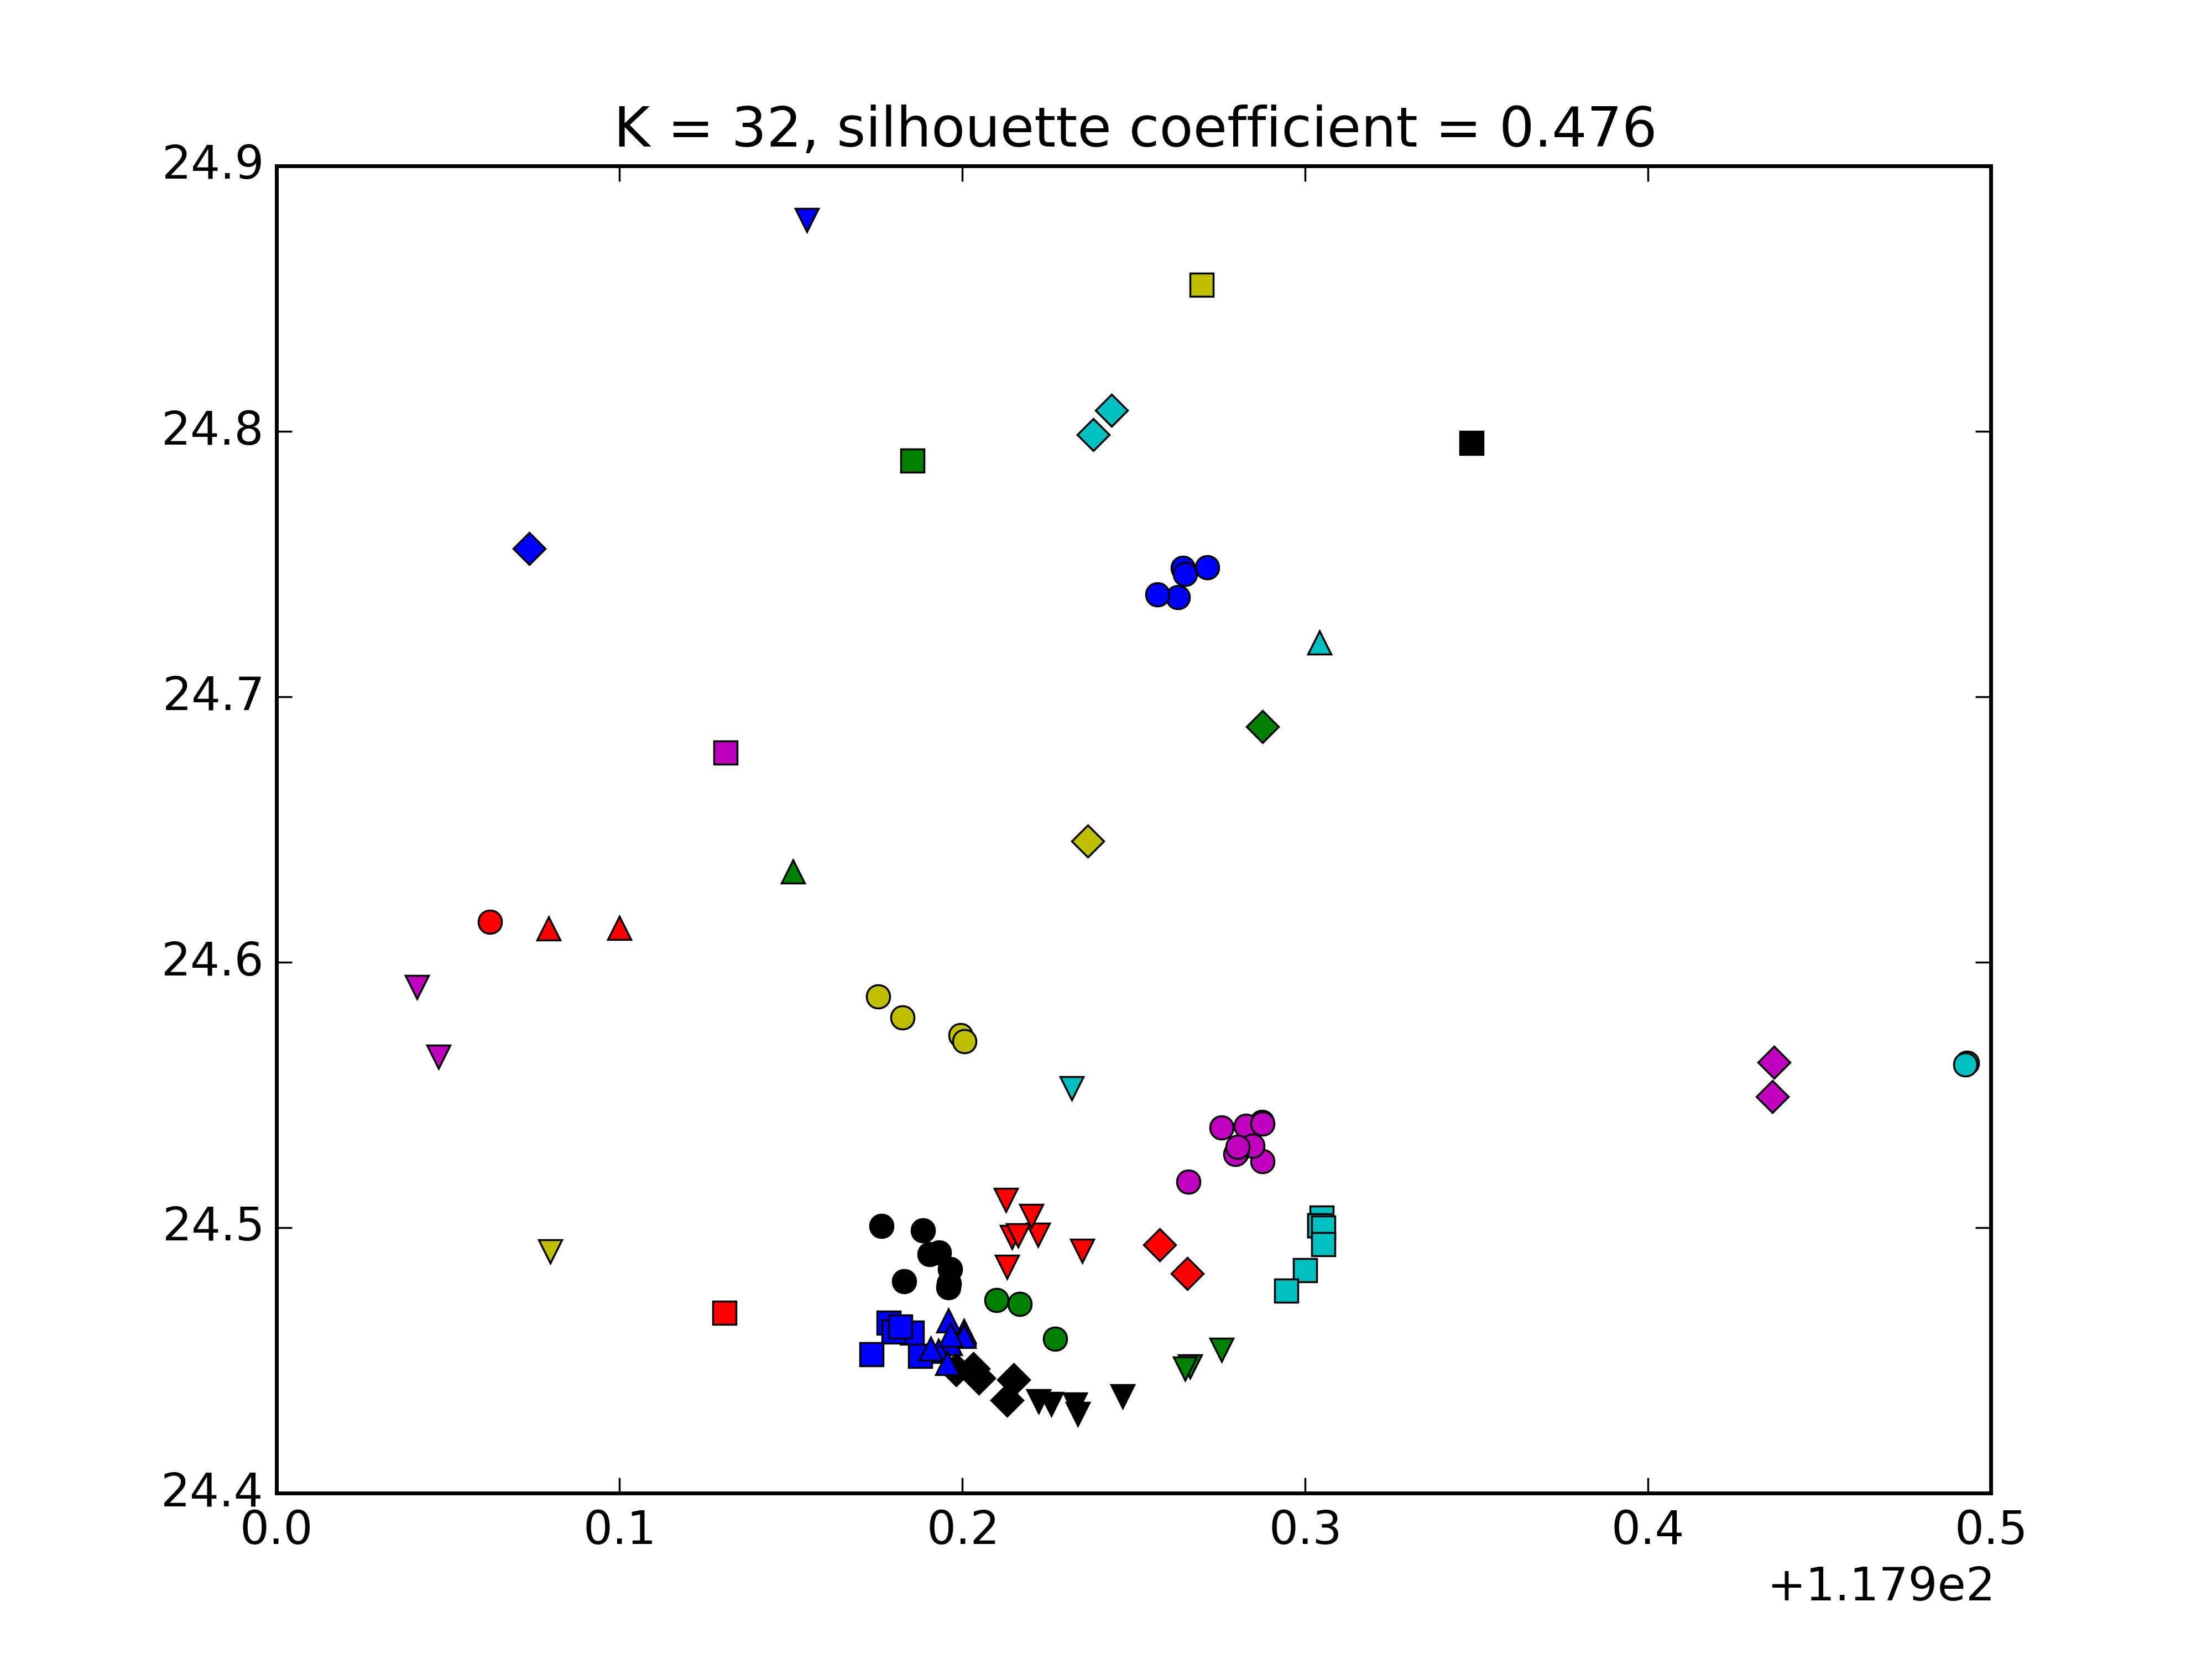 K = 32, silhouette coefficient = 0.476
24.9
24.8
24.7
24.6
24.5
24.4
0.0 0.1 0.2 0.3 0.4 0.5
+1.179e2